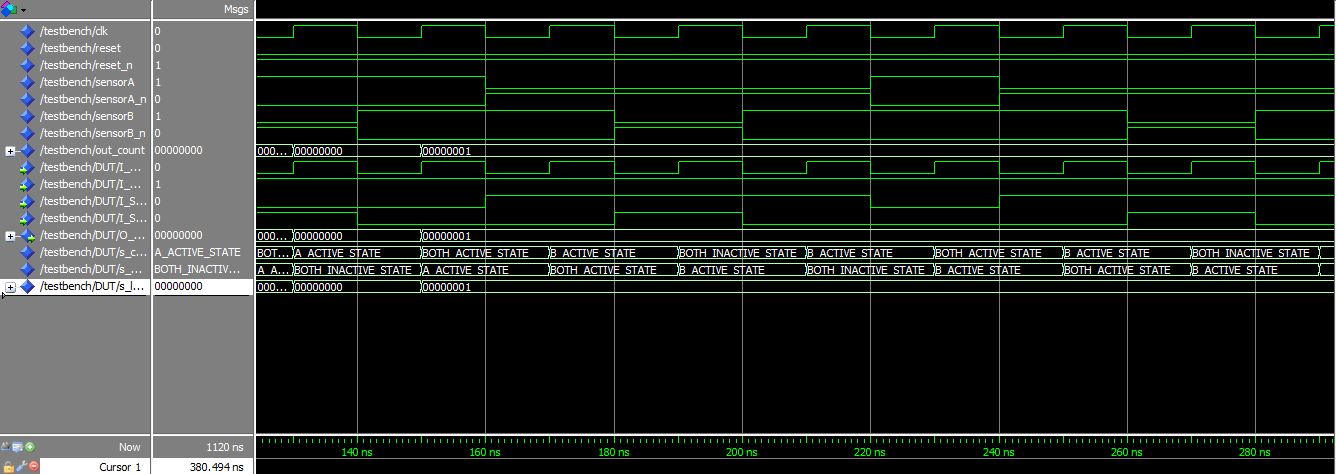 Msgs
/testbench/clk 0
/testbench/reset 0
/testbench/reset_n 1
/testbench/sensorA 1
/testbench/sensorA_n 0
/testbench/sensorB 1
/testbench/sensorB_n 0
/testbench/out_count 00000000 000... 00000000 00000001
/testbench/DUT/I_... 0
/testbench/DUT/I_... 1
/testbench/DUT/I_S... 0
/testbench/DUT/I_S... 0
/testbench/DUT/O_... 00000000 000... 00000000 00000001
/testbench/DUT/s_c... A_ACTIVE_STATE BOT... A_ACTIVE_STATE BOTH_INACTIVE_STATE B_ACTIVE_STATE BOTH_INACTIVE_STATE B_ACTIVE_STATE BOTH_INACTIVE_STATE B_ACTIVE_STATE BOTH_INACTIVE_STATE
/testbench/DUT/s_... BOTH_INACTIV... A_A... BOTH_INACTIVE_STATE A_ACTIVE_STATE BOTH_ACTIVE_STATE B_ACTIVE_STATE BOTH_INACTIVE_STATE B_ACTIVE_STATE BOTH_ACTIVE_STATE B_ACTIVE_STATE
/testbench/DUT/s_l... 00000000 000... 00000000 00000001
Now 1120 ns 140 ns 160 ns 180 ns 200 ns 220 ns 240 ns 260 ns 280 ns
Cursor 1 380.494 ns